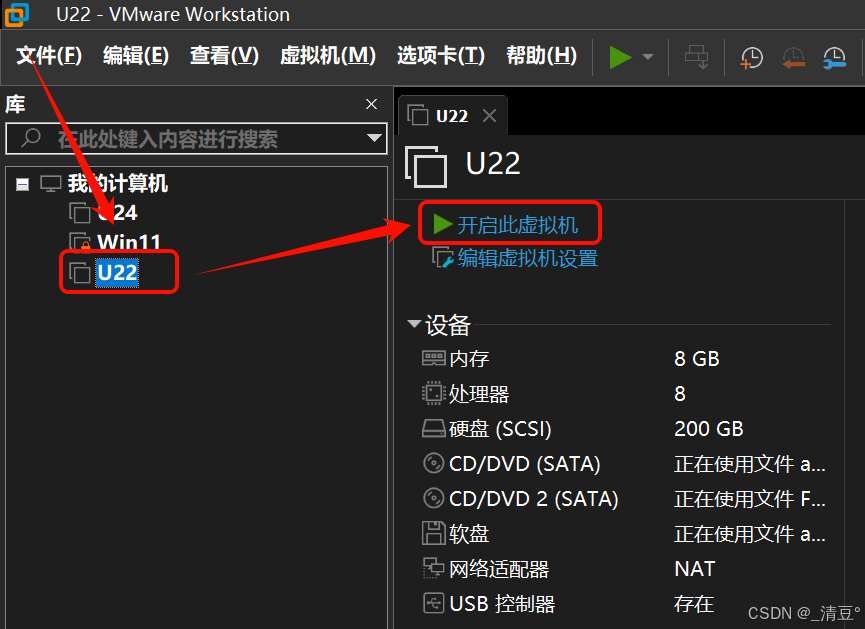 U22 - VMware Workstation
文件(F) 编辑(E) 查看(V) 虚拟机(M) 选项卡(T) 帮助(H)
库
在此处键入内容进行搜索
我的计算机
U24
Win11
U22
U22
U22
开启此虚拟机
编辑虚拟机设置
设备
内存 8 GB
处理器 8
硬盘 (SCSI) 200 GB
CD/DVD (SATA) 正在使用文件 a...
CD/DVD 2 (SATA) 正在使用文件 F...
软盘 正在使用文件 a...
网络适配器 NAT
USB 控制器 存在
CSDN @_清豆°